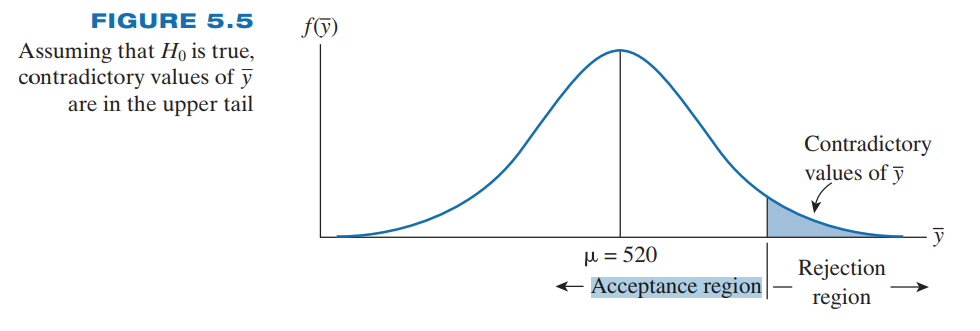 FIGURE 5.5
Assuming that H₀ is true,
contradictory values of y̅
are in the upper tail
f(y̅)
Contradictory
values of y̅
y̅
μ = 520
Acceptance region
Rejection
region